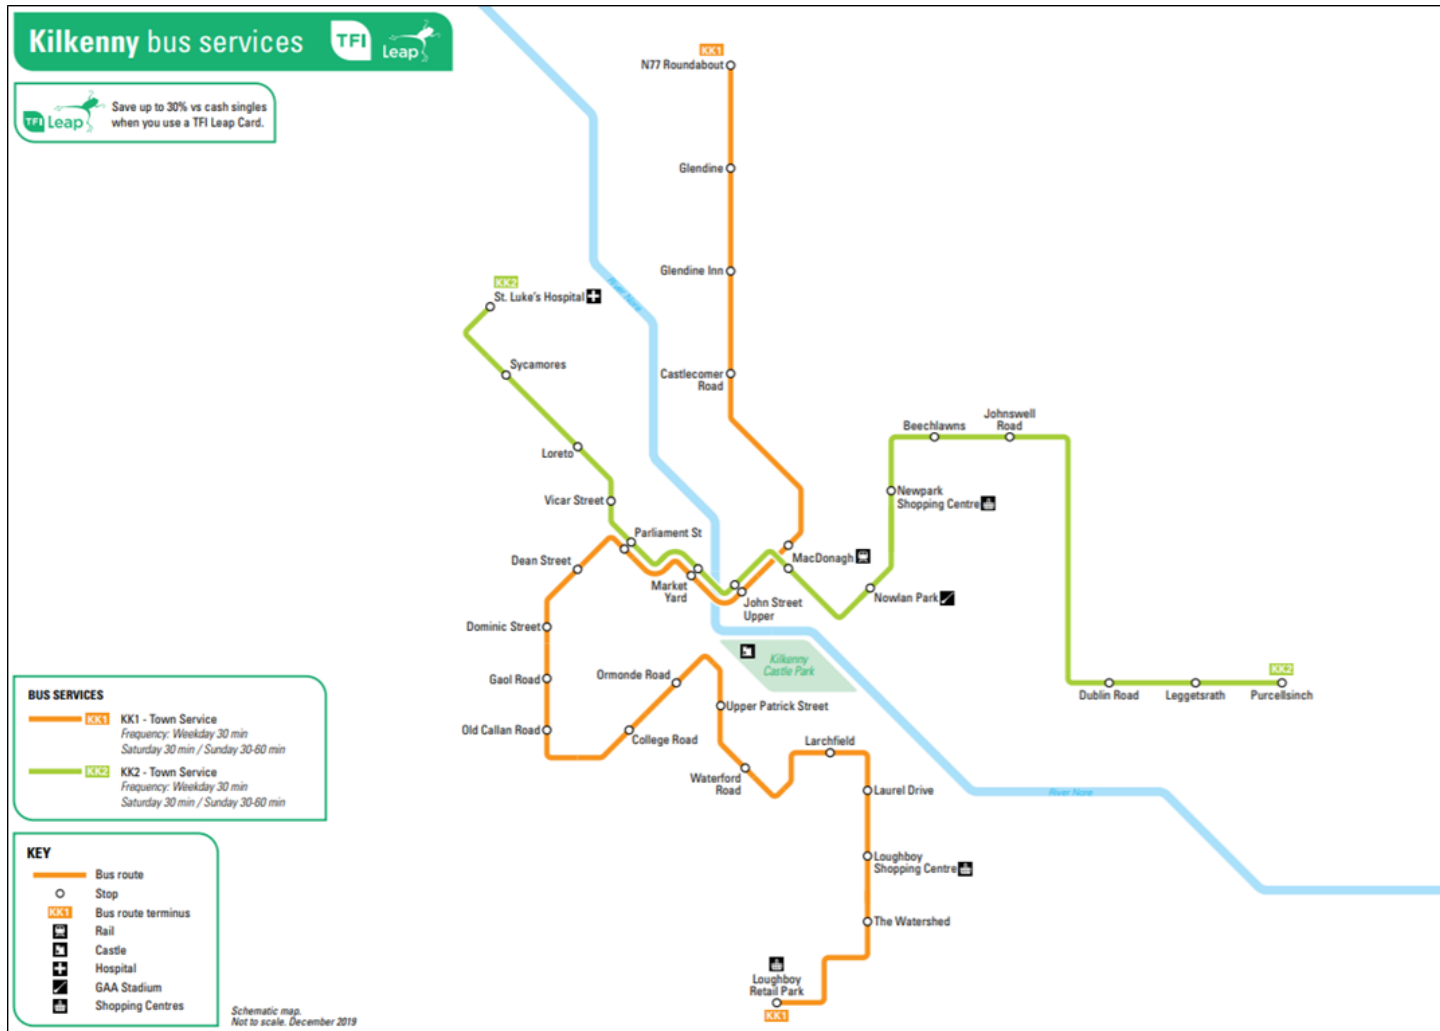 Kilkenny bus services
TFI
Leap
TFI Leap
Save up to 30% vs cash singles
when you use a TFI Leap Card.
KK1
N77 Roundabout
Glendine
Glendine Inn
River Nore
KK2
St. Luke's Hospital
Sycamores
Castlecomer
Road
Loreto
Vicar Street
Beechlawns
Johnswell
Road
Newpark
Shopping Centre
Parliament St
Dean Street
MacDonagh
Market
Yard
John Street
Upper
Nowlan Park
Dominic Street
Kilkenny
Castle Park
Ormonde Road
Gaol Road
Upper Patrick Street
Old Callan Road
College Road
KK2
Dublin Road
Leggetsrath
Purcellsinch
Larchfield
Waterford
Road
Laurel Drive
River Nore
Loughboy
Shopping Centre
The Watershed
Loughboy
Retail Park
KK1
BUS SERVICES
KK1 KK1 - Town Service
Frequency: Weekday 30 min
Saturday 30 min / Sunday 30-60 min
KK2 KK2 - Town Service
Frequency: Weekday 30 min
Saturday 30 min / Sunday 30-60 min
KEY
Bus route
Stop
KK1 Bus route terminus
Rail
Castle
Hospital
GAA Stadium
Shopping Centres
Schematic map.
Not to scale. December 2019